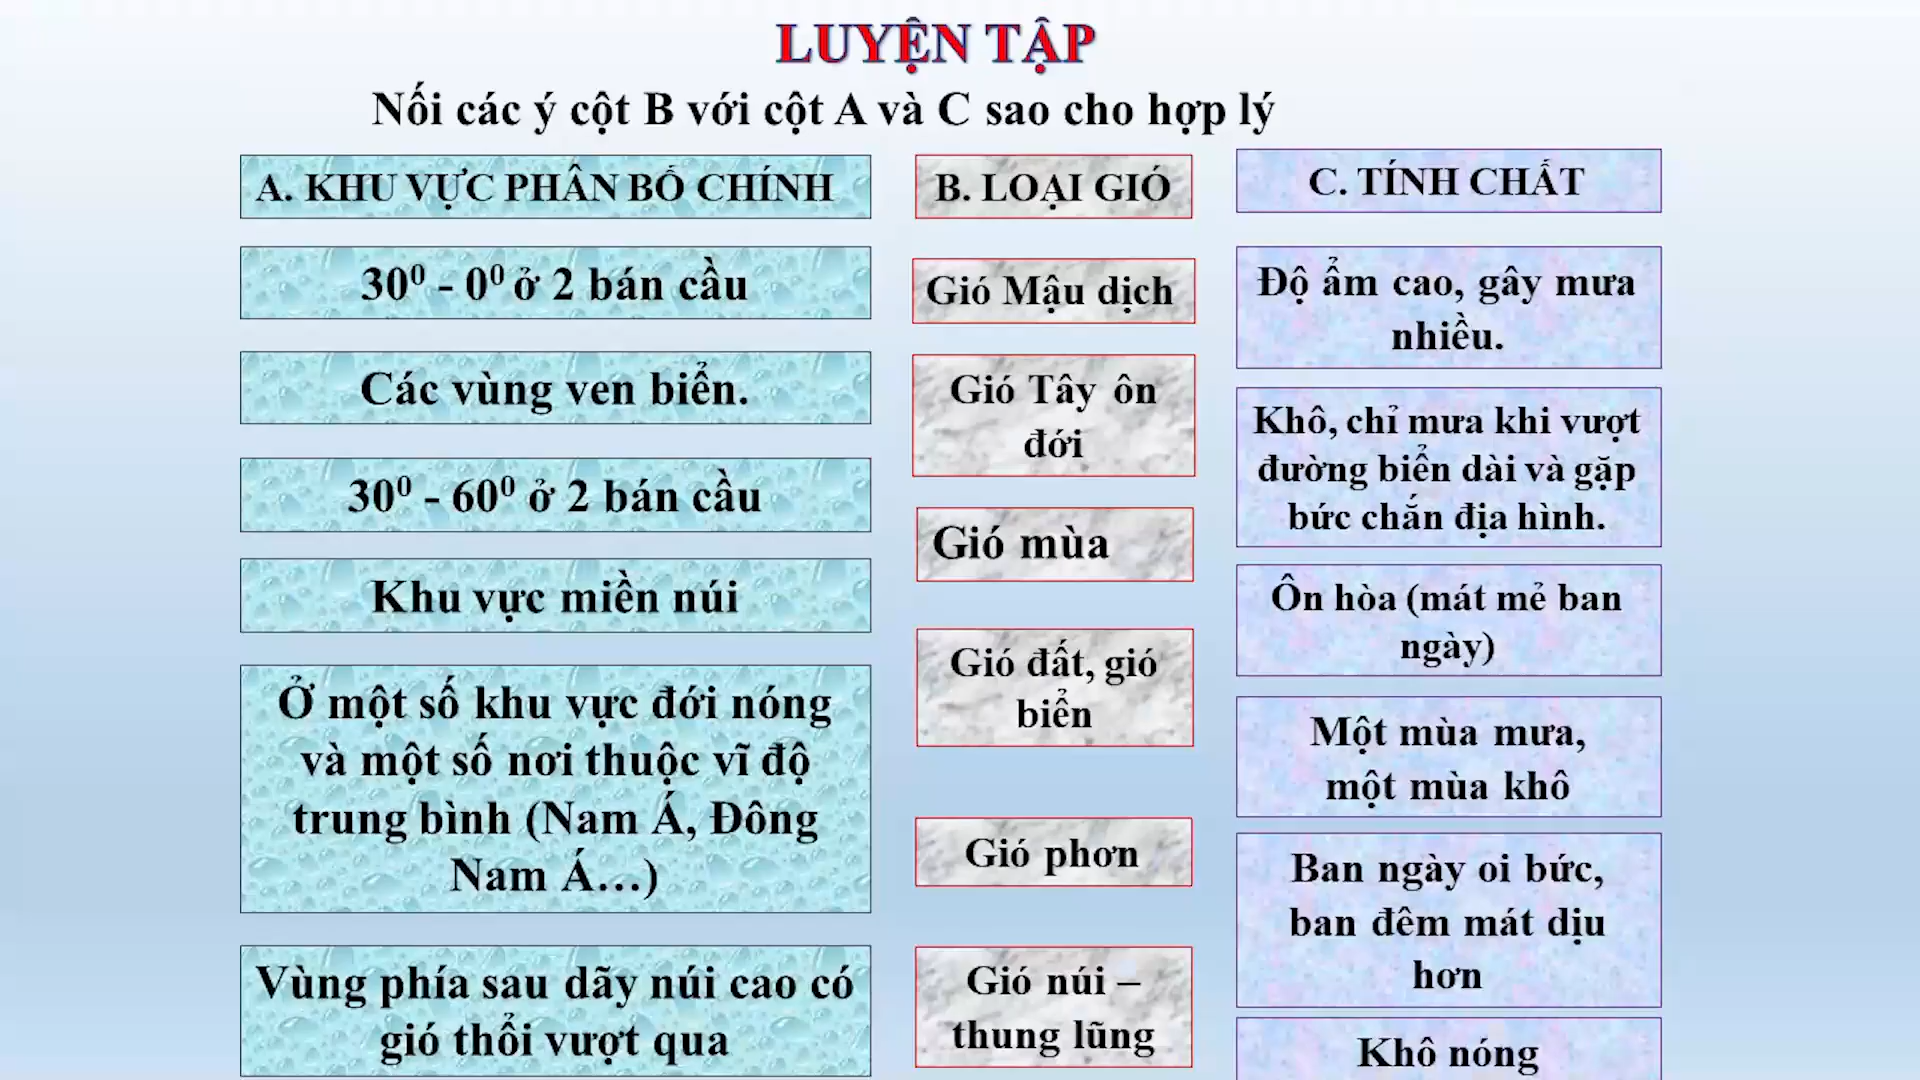 LUYỆN TẬP
Nối các ý cột B với cột A và C sao cho hợp lý
A. KHU VỰC PHÂN BỐ CHÍNH
30⁰ - 0⁰ ở 2 bán cầu
Các vùng ven biển.
30⁰ - 60⁰ ở 2 bán cầu
Khu vực miền núi
Ở một số khu vực đới nóng
và một số nơi thuộc vĩ độ
trung bình (Nam Á, Đông
Nam Á…)
Vùng phía sau dãy núi cao có
gió thổi vượt qua
B. LOẠI GIÓ
Gió Mậu dịch
Gió Tây ôn
đới
Gió mùa
Gió đất, gió
biển
Gió phơn
Gió núi –
thung lũng
C. TÍNH CHẤT
Độ ẩm cao, gây mưa
nhiều.
Khô, chỉ mưa khi vượt
đường biển dài và gặp
bức chắn địa hình.
Ôn hòa (mát mẻ ban
ngày)
Một mùa mưa,
một mùa khô
Ban ngày oi bức,
ban đêm mát dịu
hơn
Khô nóng